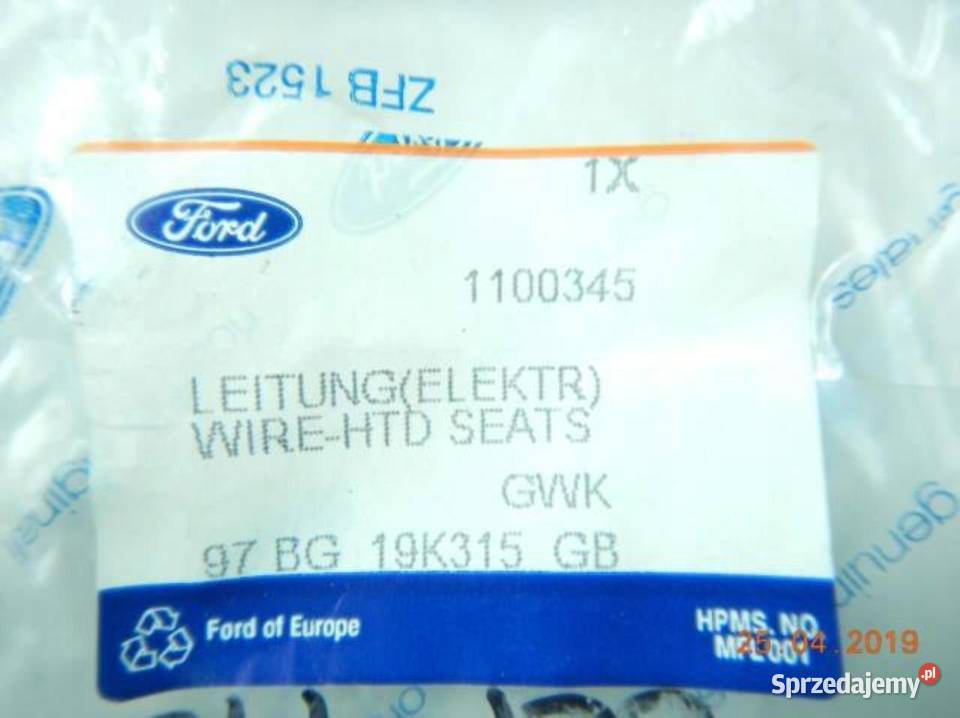 ZFB 1523
1X
Ford
1100345
LEITUNG(ELEKTR)
WIRE-HTD SEATS
GWK
97 BG 19K315 GB
Ford of Europe
HPMS. NO
25 04 2019
Sprzedajemy.pl
genuin